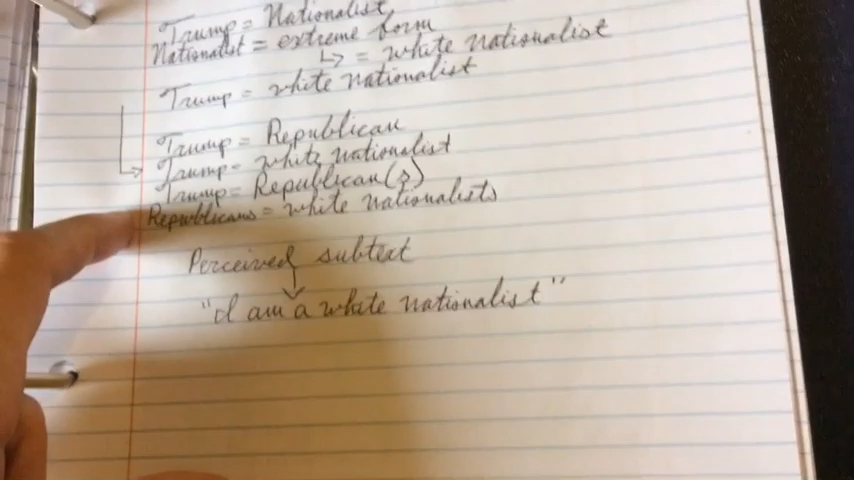 Trump = Nationalist
Nationalist = extreme form
↳ = white nationalist
Trump = white nationalist
Trump = Republican
Trump = white nationalist
Trump = Republican(s)
Republicans = white nationalists
Perceived subtext
↓
"I am a white nationalist"